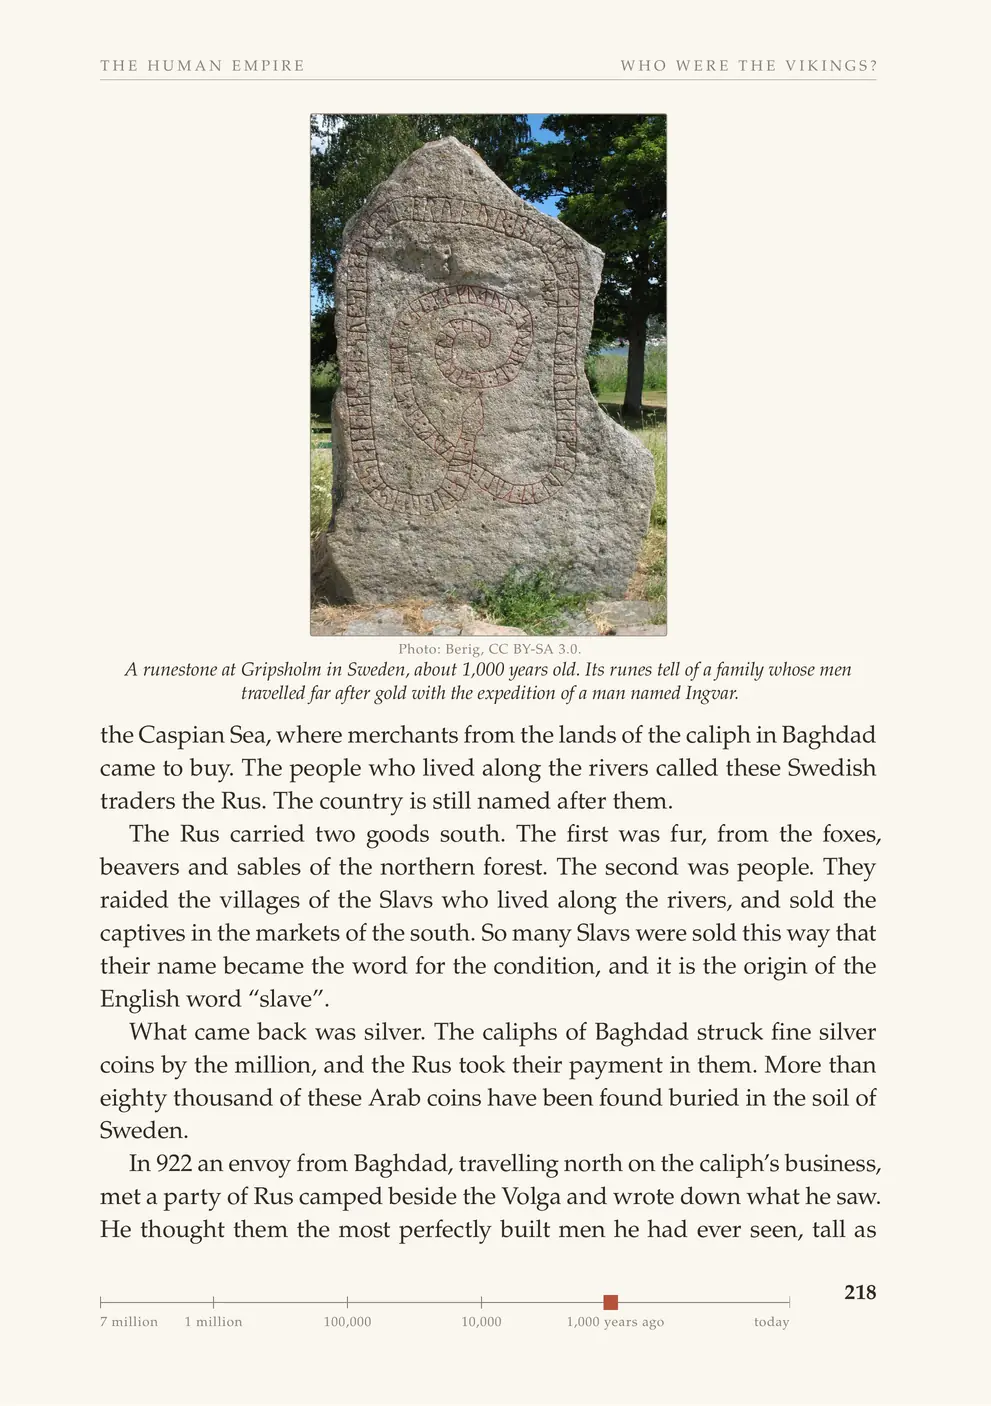 THE HUMAN EMPIRE
WHO WERE THE VIKINGS?
Photo: Berig, CC BY-SA 3.0.
A runestone at Gripsholm in Sweden, about 1,000 years old. Its runes tell of a family whose men
travelled far after gold with the expedition of a man named Ingvar.
the Caspian Sea, where merchants from the lands of the caliph in Baghdad
came to buy. The people who lived along the rivers called these Swedish
traders the Rus. The country is still named after them.
The Rus carried two goods south. The first was fur, from the foxes,
beavers and sables of the northern forest. The second was people. They
raided the villages of the Slavs who lived along the rivers, and sold the
captives in the markets of the south. So many Slavs were sold this way that
their name became the word for the condition, and it is the origin of the
English word “slave”.
What came back was silver. The caliphs of Baghdad struck fine silver
coins by the million, and the Rus took their payment in them. More than
eighty thousand of these Arab coins have been found buried in the soil of
Sweden.
In 922 an envoy from Baghdad, travelling north on the caliph’s business,
met a party of Rus camped beside the Volga and wrote down what he saw.
He thought them the most perfectly built men he had ever seen, tall as
218
7 million
1 million
100,000
10,000
1,000 years ago
today